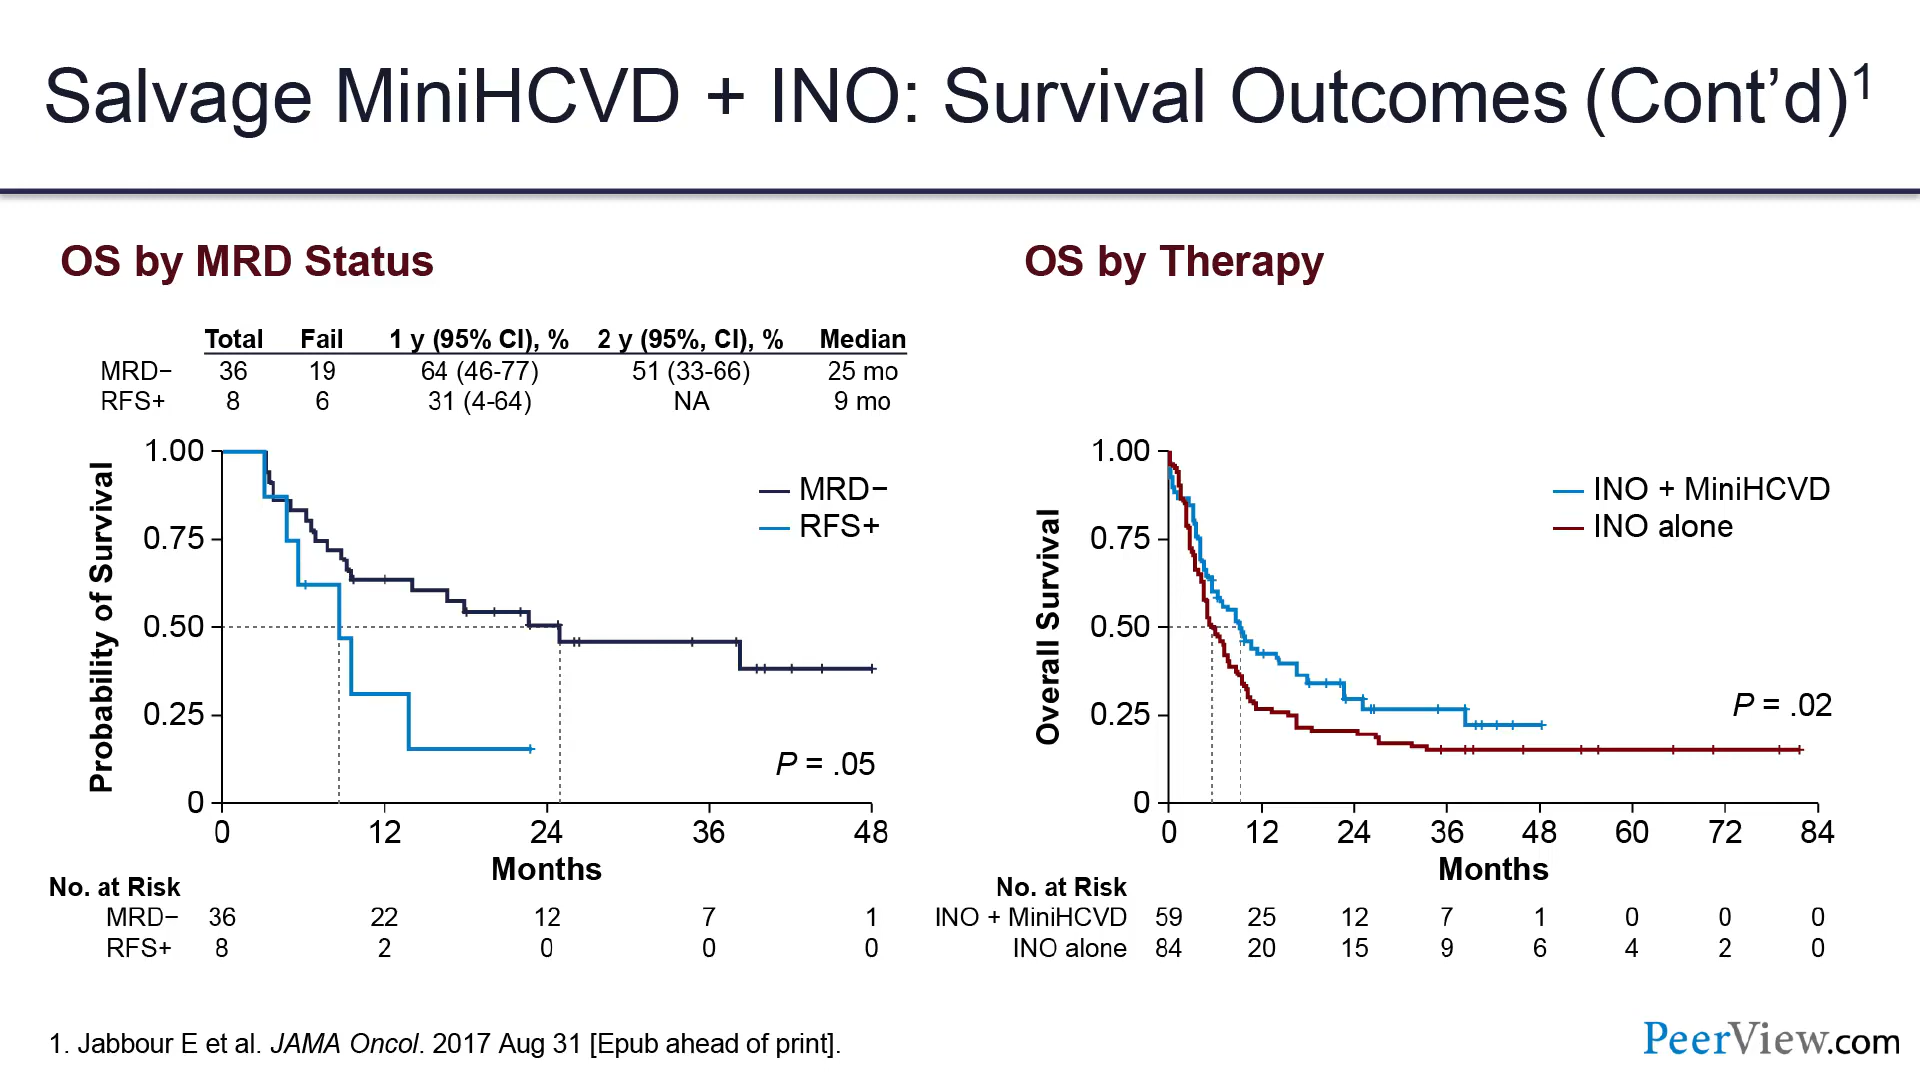 Salvage MiniHCVD + INO: Survival Outcomes (Cont’d)1
OS by MRD Status
Total Fail 1 y (95% CI), % 2 y (95%, CI), % Median
MRD− 36 19 64 (46-77) 51 (33-66) 25 mo
RFS+ 8 6 31 (4-64) NA 9 mo
Probability of Survival
1.00
0.75
0.50
0.25
0
MRD−
RFS+
P = .05
0 12 24 36 48
Months
No. at Risk
MRD− 36 22 12 7 1
RFS+ 8 2 0 0 0
OS by Therapy
Overall Survival
1.00
0.75
0.50
0.25
0
INO + MiniHCVD
INO alone
P = .02
0 12 24 36 48 60 72 84
Months
No. at Risk
INO + MiniHCVD 59 25 12 7 1 0 0 0
INO alone 84 20 15 9 6 4 2 0
1. Jabbour E et al. JAMA Oncol. 2017 Aug 31 [Epub ahead of print].
PeerView.com